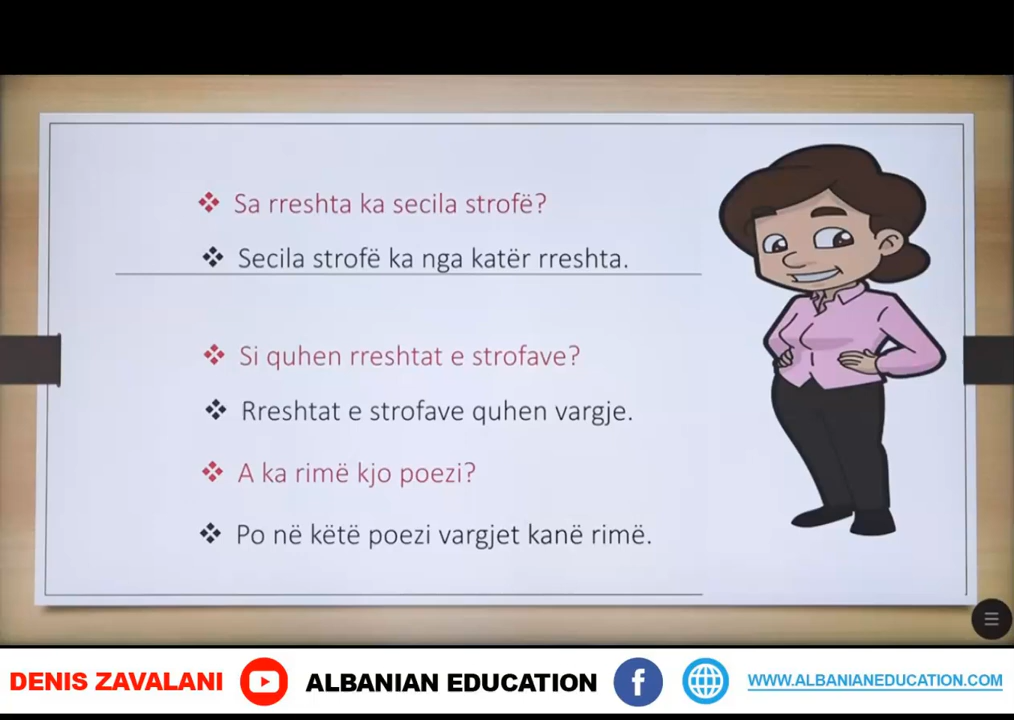 Sa rreshta ka secila strofë?
Secila strofë ka nga katër rreshta.
Si quhen rreshtat e strofave?
Rreshtat e strofave quhen vargje.
A ka rimë kjo poezi?
Po në këtë poezi vargjet kanë rimë.
DENIS ZAVALANI ALBANIAN EDUCATION WWW.ALBANIANEDUCATION.COM